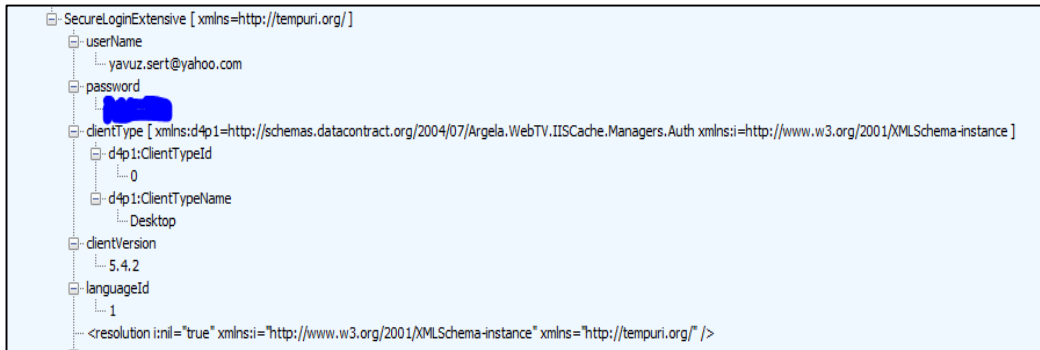 SecureLoginExtensive [ xmlns=http://tempuri.org/ ]
userName
yavuz.sert@yahoo.com
password
clientType [ xmlns:d4p1=http://schemas.datacontract.org/2004/07/Argela.WebTV.IISCache.Managers.Auth xmlns:i=http://www.w3.org/2001/XMLSchema-instance ]
d4p1:ClientTypeId
0
d4p1:ClientTypeName
Desktop
clientVersion
5.4.2
languageId
1
<resolution i:nil="true" xmlns:i="http://www.w3.org/2001/XMLSchema-instance" xmlns="http://tempuri.org/" />